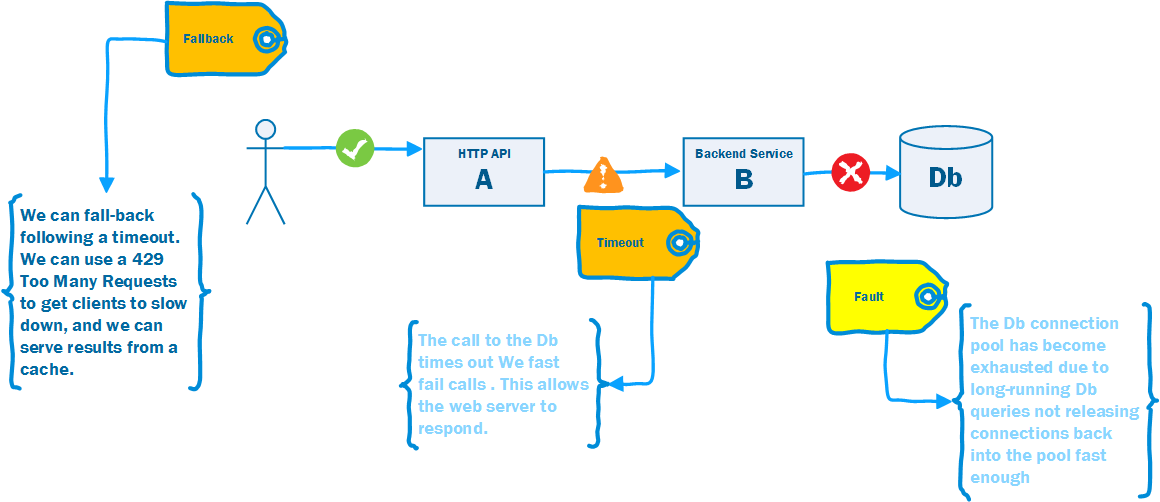 Fallback
HTTP API
A
Backend Service
B
Db
We can fall-back
following a timeout.
We can use a 429
Too Many Requests
to get clients to slow
down, and we can
serve results from a
cache.
Timeout
Fault
The call to the Db
times out We fast
fail calls . This allows
the web server to
respond.
The Db connection
pool has become
exhausted due to
long-running Db
queries not releasing
connections back
into the pool fast
enough